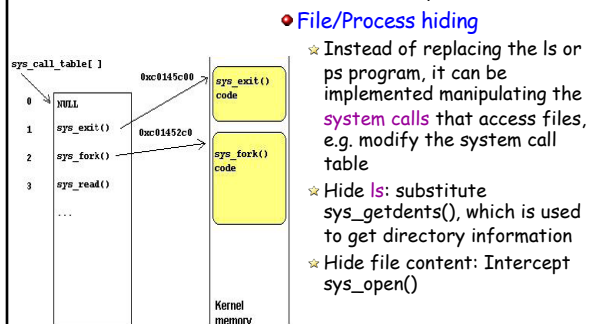 File/Process hiding
Instead of replacing the ls or
ps program, it can be
implemented manipulating the
system calls that access files,
e.g. modify the system call
table
Hide ls: substitute
sys_getdents(), which is used
to get directory information
Hide file content: Intercept
sys_open()
sys_call_table[ ]
0xc0145c00
sys_exit()
code
0
NULL
1
sys_exit()
0xc01452c0
2
sys_fork()
sys_fork()
code
3
sys_read()
...
Kernel
memory